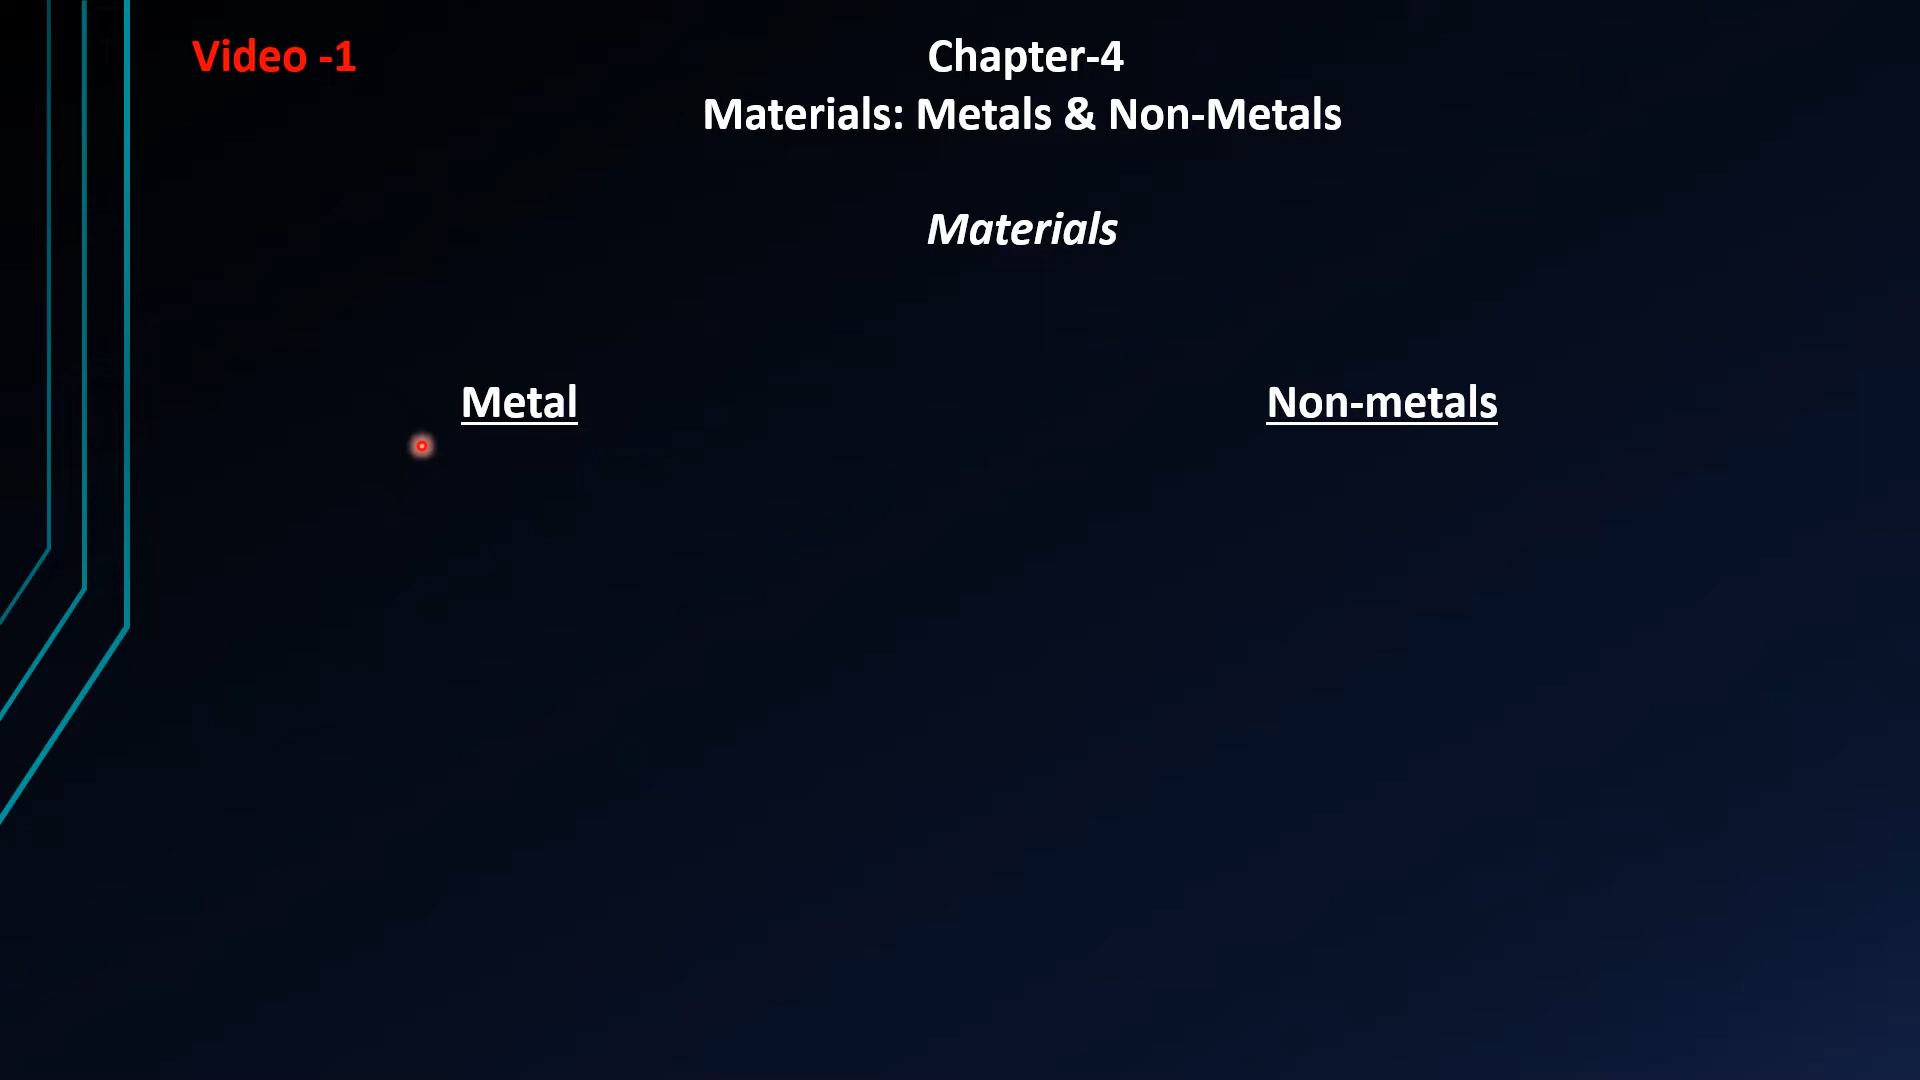 Video -1
Chapter-4
Materials: Metals & Non-Metals
Materials
Metal
Non-metals